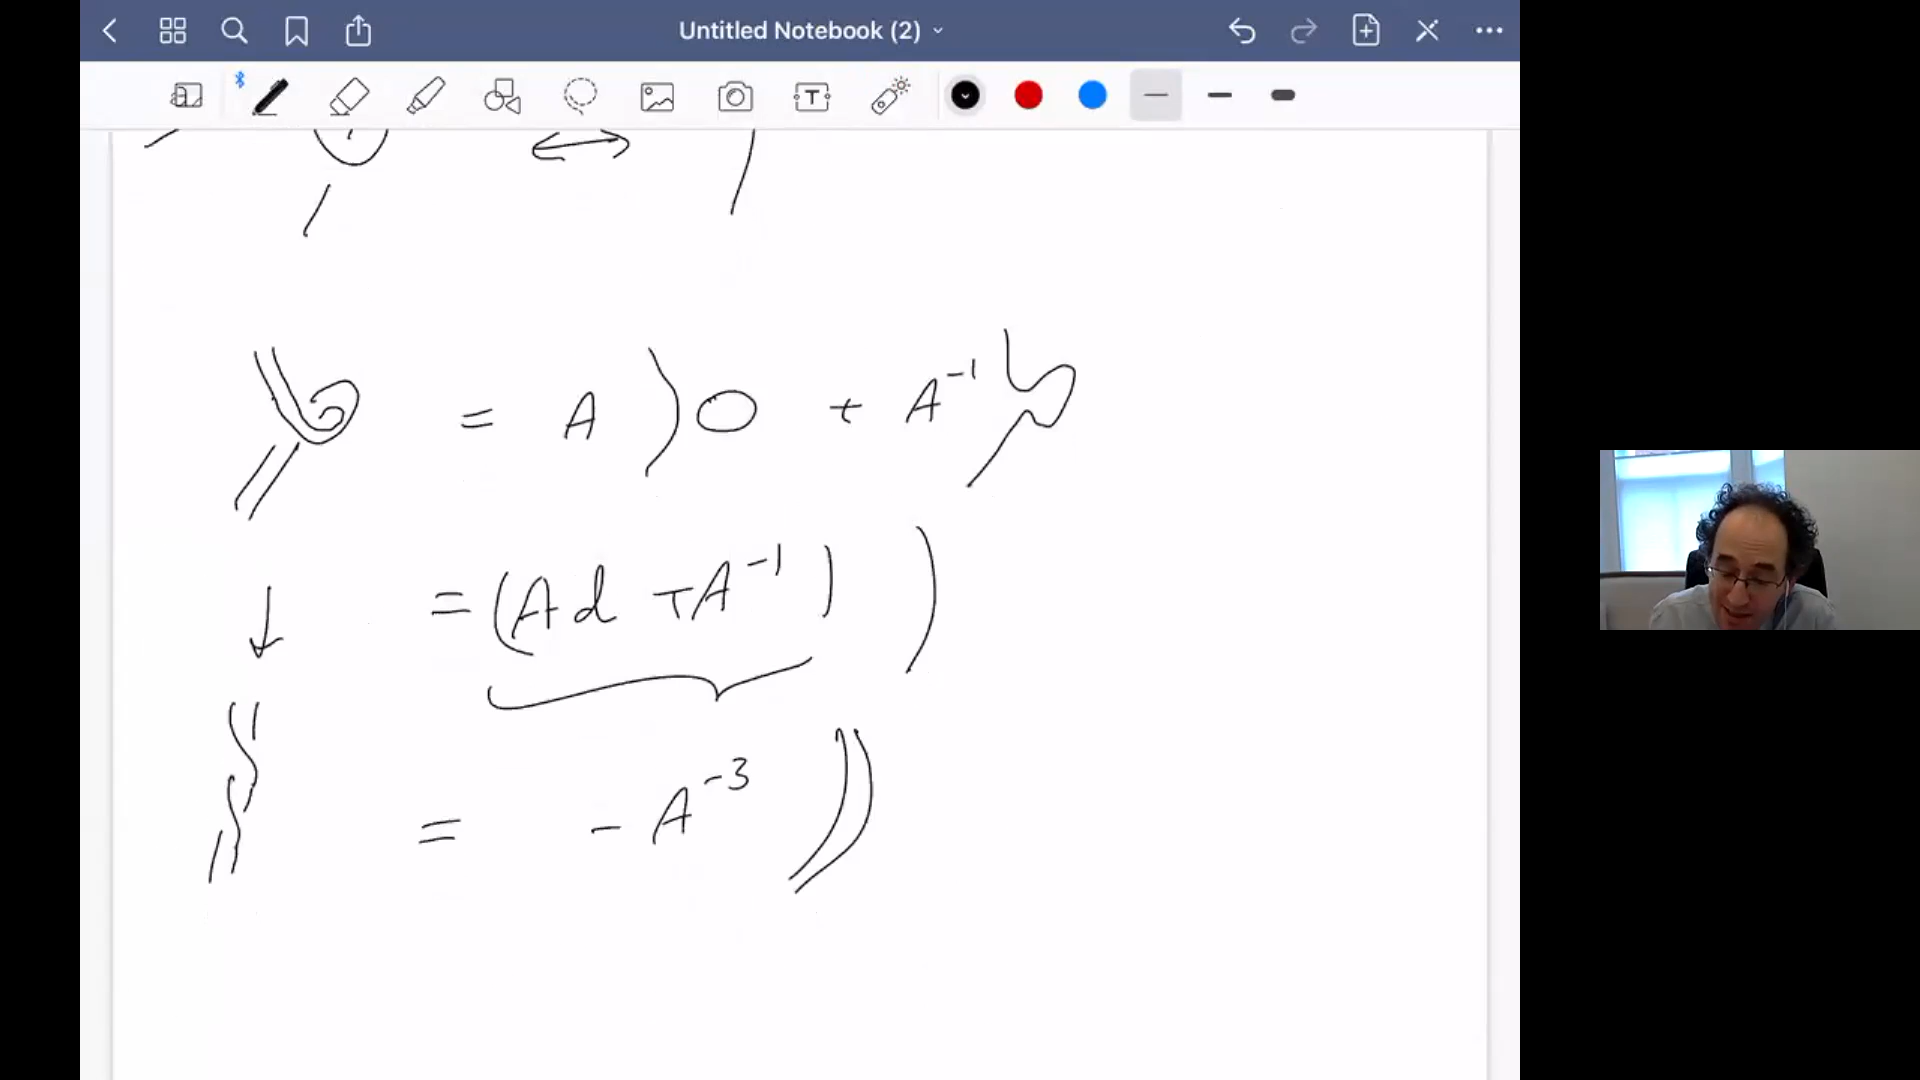 Untitled Notebook (2)
= A ) O + A⁻¹
= (Ad + A⁻¹) )
= - A⁻³ ))